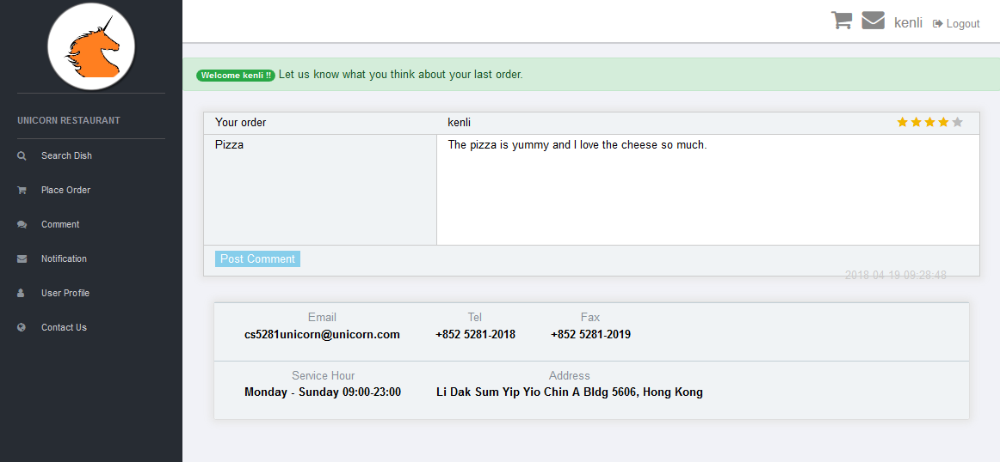 kenli Logout
Welcome kenli !! Let us know what you think about your last order.
UNICORN RESTAURANT
Search Dish
Place Order
Comment
Notification
User Profile
Contact Us
Your order kenli
Pizza The pizza is yummy and I love the cheese so much.
Post Comment
2018-04-19 09:28:48
Email Tel Fax
cs5281unicorn@unicorn.com +852 5281-2018 +852 5281-2019
Service Hour Address
Monday - Sunday 09:00-23:00 Li Dak Sum Yip Yio Chin A Bldg 5606, Hong Kong